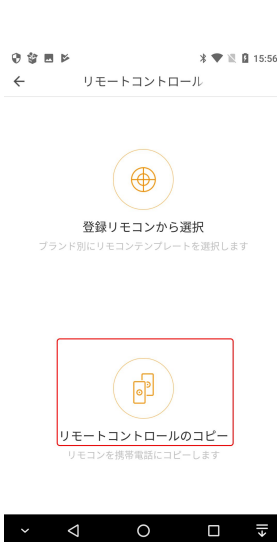 15:56
リモートコントロール
登録リモコンから選択
ブランド別にリモコンテンプレートを選択します
リモートコントロールのコピー
リモコンを携帯電話にコピーします